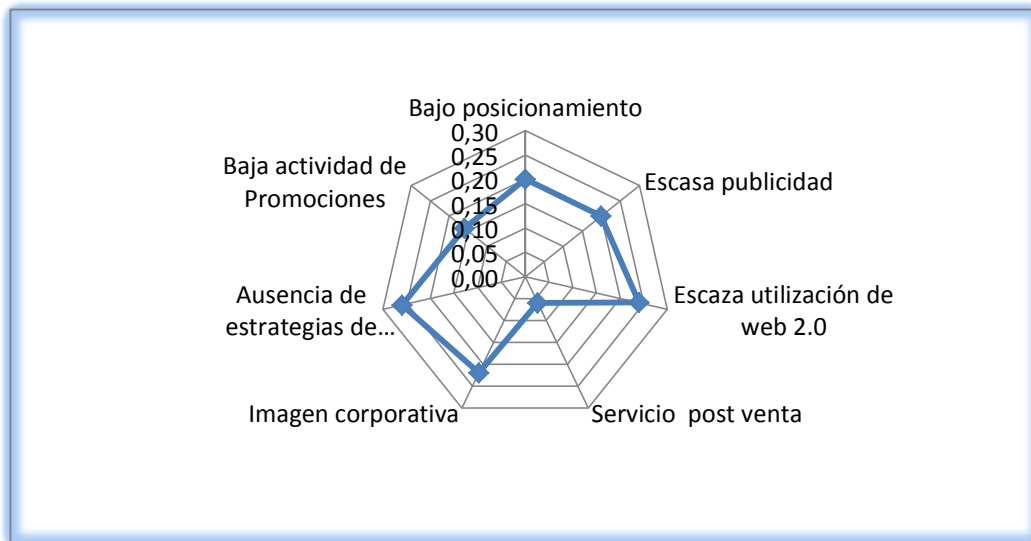 Bajo posicionamiento
0,30
0,25
0,20
0,15
0,10
0,05
0,00
Escasa publicidad
Escaza utilización de
web 2.0
Servicio  post venta
Imagen corporativa
Ausencia de
estrategias de…
Baja actividad de
Promociones